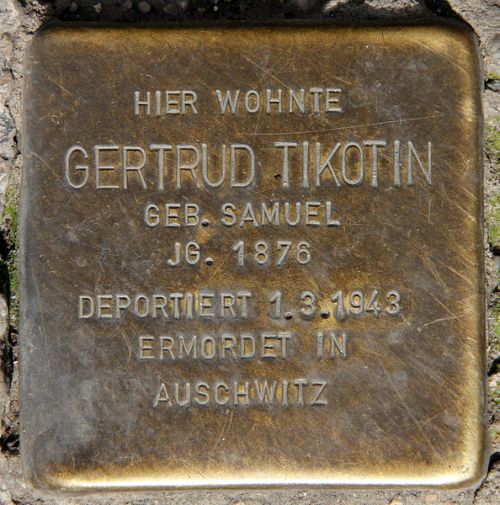 HIER WOHNTE
GERTRUD TIKOTIN
GEB. SAMUEL
JG. 1876
DEPORTIERT 1.3.1943
ERMORDET IN
AUSCHWITZ